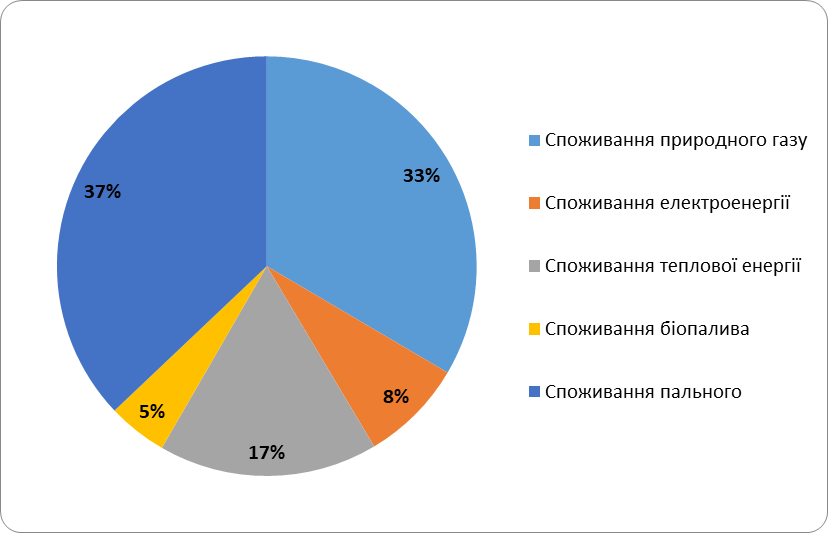 33%
8%
17%
5%
37%
Споживання природного газу
Споживання електроенергії
Споживання теплової енергії
Споживання біопалива
Споживання пального